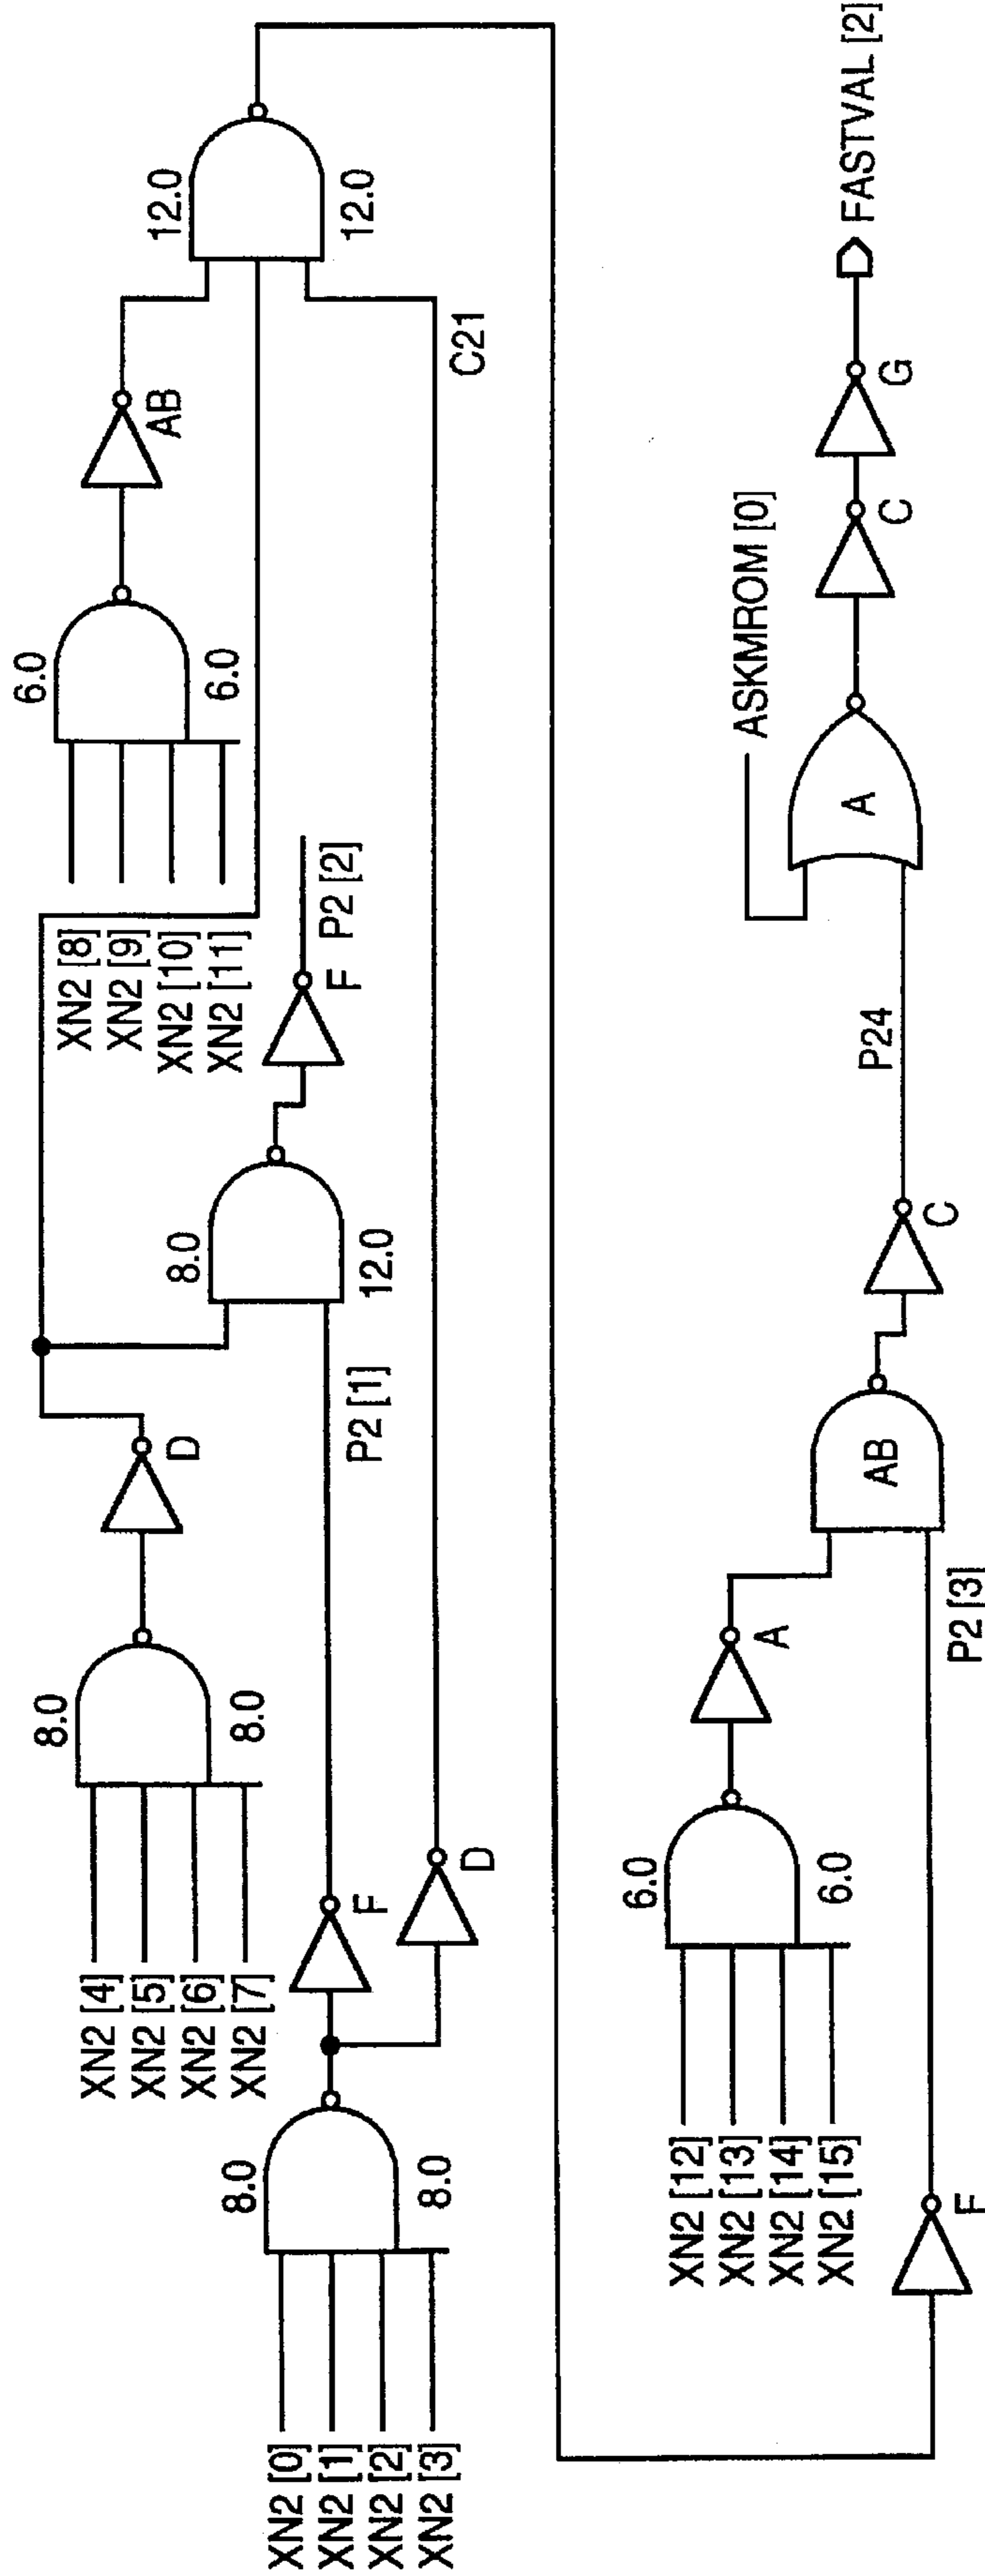 XN2 [0]
XN2 [1]
XN2 [2]
XN2 [3]
8.0
8.0
XN2 [4]
XN2 [5]
XN2 [6]
XN2 [7]
8.0
8.0
F
D
D
P2 [1]
8.0
12.0
F
P2 [2]
XN2 [8]
XN2 [9]
XN2 [10]
XN2 [11]
6.0
6.0
AB
C21
12.0
12.0
F
XN2 [12]
XN2 [13]
XN2 [14]
XN2 [15]
6.0
6.0
A
P2 [3]
AB
C
P24
ASKMROM [0]
A
C
G
FASTVAL [2]